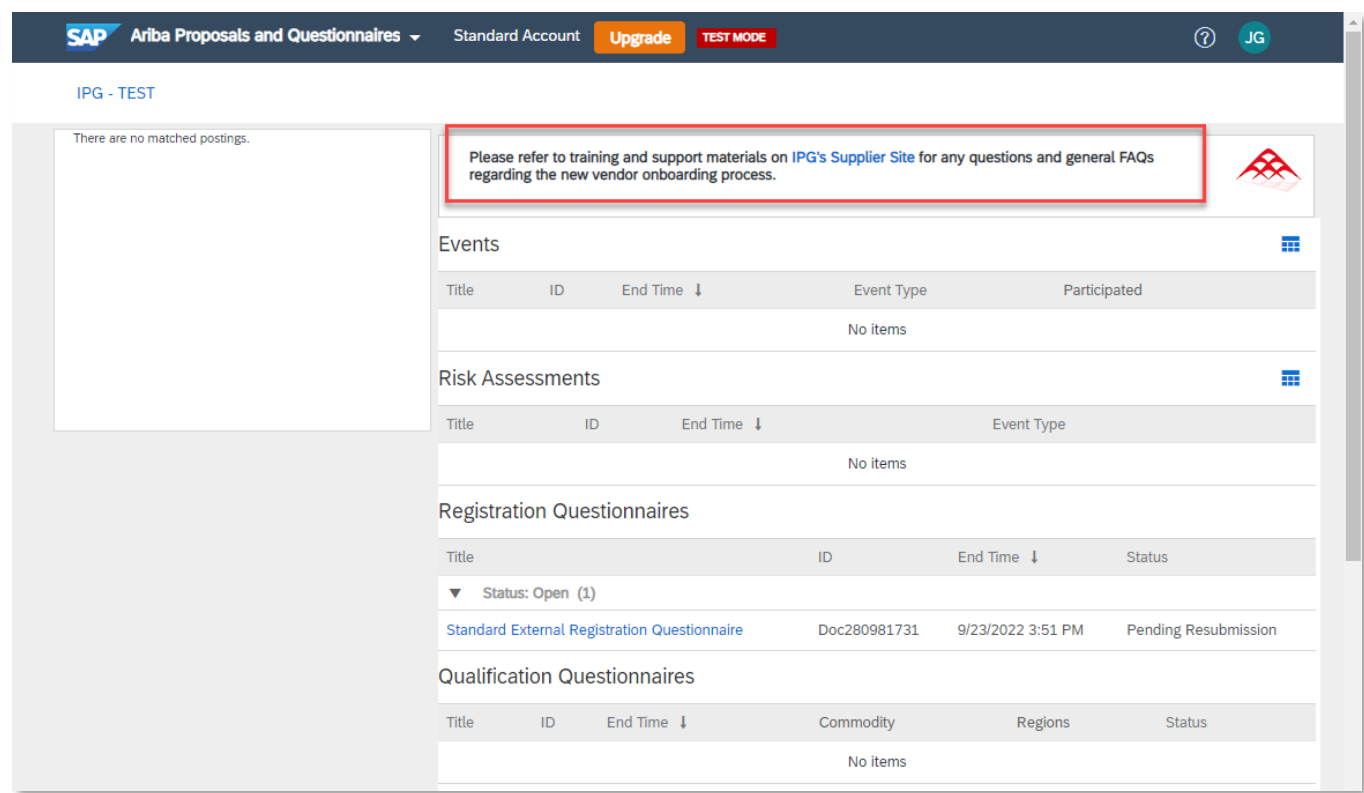 SAP Ariba Proposals and Questionnaires Standard Account Upgrade TEST MODE ? JG
IPG - TEST
There are no matched postings.
Please refer to training and support materials on IPG's Supplier Site for any questions and general FAQs
regarding the new vendor onboarding process.
Events
Title ID End Time ↓ Event Type Participated
No items
Risk Assessments
Title ID End Time ↓ Event Type
No items
Registration Questionnaires
Title ID End Time ↓ Status
▼ Status: Open (1)
Standard External Registration Questionnaire Doc280981731 9/23/2022 3:51 PM Pending Resubmission
Qualification Questionnaires
Title ID End Time ↓ Commodity Regions Status
No items